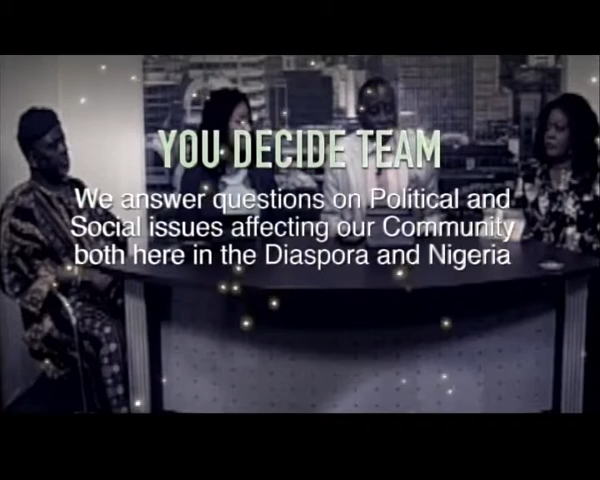 YOU DECIDE TEAM
We answer questions on Political and
Social issues affecting our Community
both here in the Diaspora and Nigeria